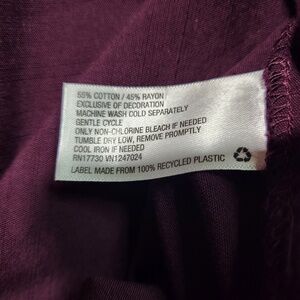 55% COTTON / 45% RAYON
EXCLUSIVE OF DECORATION
MACHINE WASH COLD SEPARATELY
GENTLE CYCLE
ONLY NON-CHLORINE BLEACH IF NEEDED
TUMBLE DRY LOW, REMOVE PROMPTLY
COOL IRON IF NEEDED
RN17730 VN1247024
LABEL MADE FROM 100% RECYCLED PLASTIC